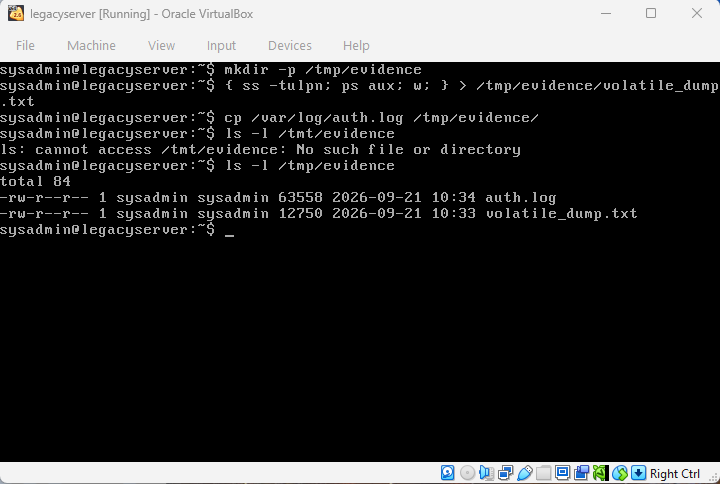 legacyserver [Running] - Oracle VirtualBox
File Machine View Input Devices Help
sysadmin@legacyserver:~$ mkdir -p /tmp/evidence
sysadmin@legacyserver:~$ { ss -tulpn; ps aux; w; } > /tmp/evidence/volatile_dump
.txt
sysadmin@legacyserver:~$ cp /var/log/auth.log /tmp/evidence/
sysadmin@legacyserver:~$ ls -l /tmt/evidence
ls: cannot access /tmt/evidence: No such file or directory
sysadmin@legacyserver:~$ ls -l /tmp/evidence
total 84
-rw-r--r-- 1 sysadmin sysadmin 63558 2026-09-21 10:34 auth.log
-rw-r--r-- 1 sysadmin sysadmin 12750 2026-09-21 10:33 volatile_dump.txt
sysadmin@legacyserver:~$ _
Right Ctrl